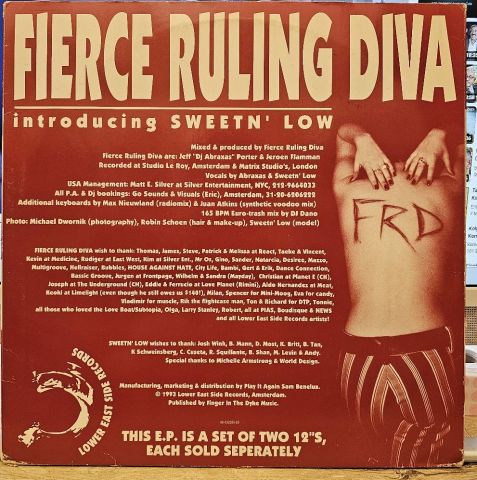 FIERCE RULING DIVA
introducing SWEETN' LOW
Mixed & produced by Fierce Ruling Diva
Fierce Ruling Diva are: Jeff "Dj Abraxas" Porter & Jeroen Flamman
Recorded at Studio Le Roy, Amsterdam & Matrix Studio's, London
Vocals by Abraxas & Sweetn' Low
USA Management: Matt E. Silver at Silver Entertainment, NYC, 212-9664033
All P.A. & Dj bookings: Go Sounds & Visuals (Eric), Amsterdam, 31-20-6206222
Additional keyboards by Max Nieuwland (radiomix) & Juan Atkins (synthetic voodoo mix)
165 BPM Euro-trash mix by DJ Dano
Photo: Michael Dwornik (photography), Robin Schoen (hair & make-up), Sweetn' Low (model)
FRD
FIERCE RULING DIVA wish to thank: Thomas, James, Steve, Patrick & Melissa at React, Taeke & Vincent,
Kevin at Medicine, Rudiger at East West, Kim at Silver Ent., Mr Oz, Gino, Sander, Natarcia, Desiree, Mazzo,
Multigroove, Hellraiser, Bubbles, HOUSE AGAINST HATE, City Life, Bambi, Gert & Erik, Dance Connection,
Bassic Groove, Jurgen at Frontpage, Wilhelm & Sandra (Mayday), Christian at Planet E (CH),
Joseph at The Underground (CH), Eddie & Ferrucio at Love Planet (Rimini), Aldo Hernandez at Meat,
Keoki at Limelight (even though he still owes us $140!), Milan, Spencer for Mini-Moog, Eva for candy,
Vladimir for muscle, Rik the flightcase man, Ton & Richard for DTP, Tonnie,
all those who loved the Love Boat/Subtopia, Olga, Larry Stanley, Robert, all at PIAS, Boudisque & NEWS
and all Lower East Side Records artists!
SWEETN' LOW wishes to thank: Josh Wink, B. Mann, D. Most, K. Britt, B. Tan,
K Schweinsberg, C. Cuzeta, R. Squillante, B. Shan, M. Levin & Andy.
Special thanks to Michelle Armstrong & World Design.
Manufacturing, marketing & distribution by Play It Again Sam Benelux.
© 1993 Lower East Side Records, Amsterdam.
Published by Finger In The Dyke Music.
LOWER EAST SIDE RECORDS
THIS E.P. IS A SET OF TWO 12"S,
EACH SOLD SEPERATELY